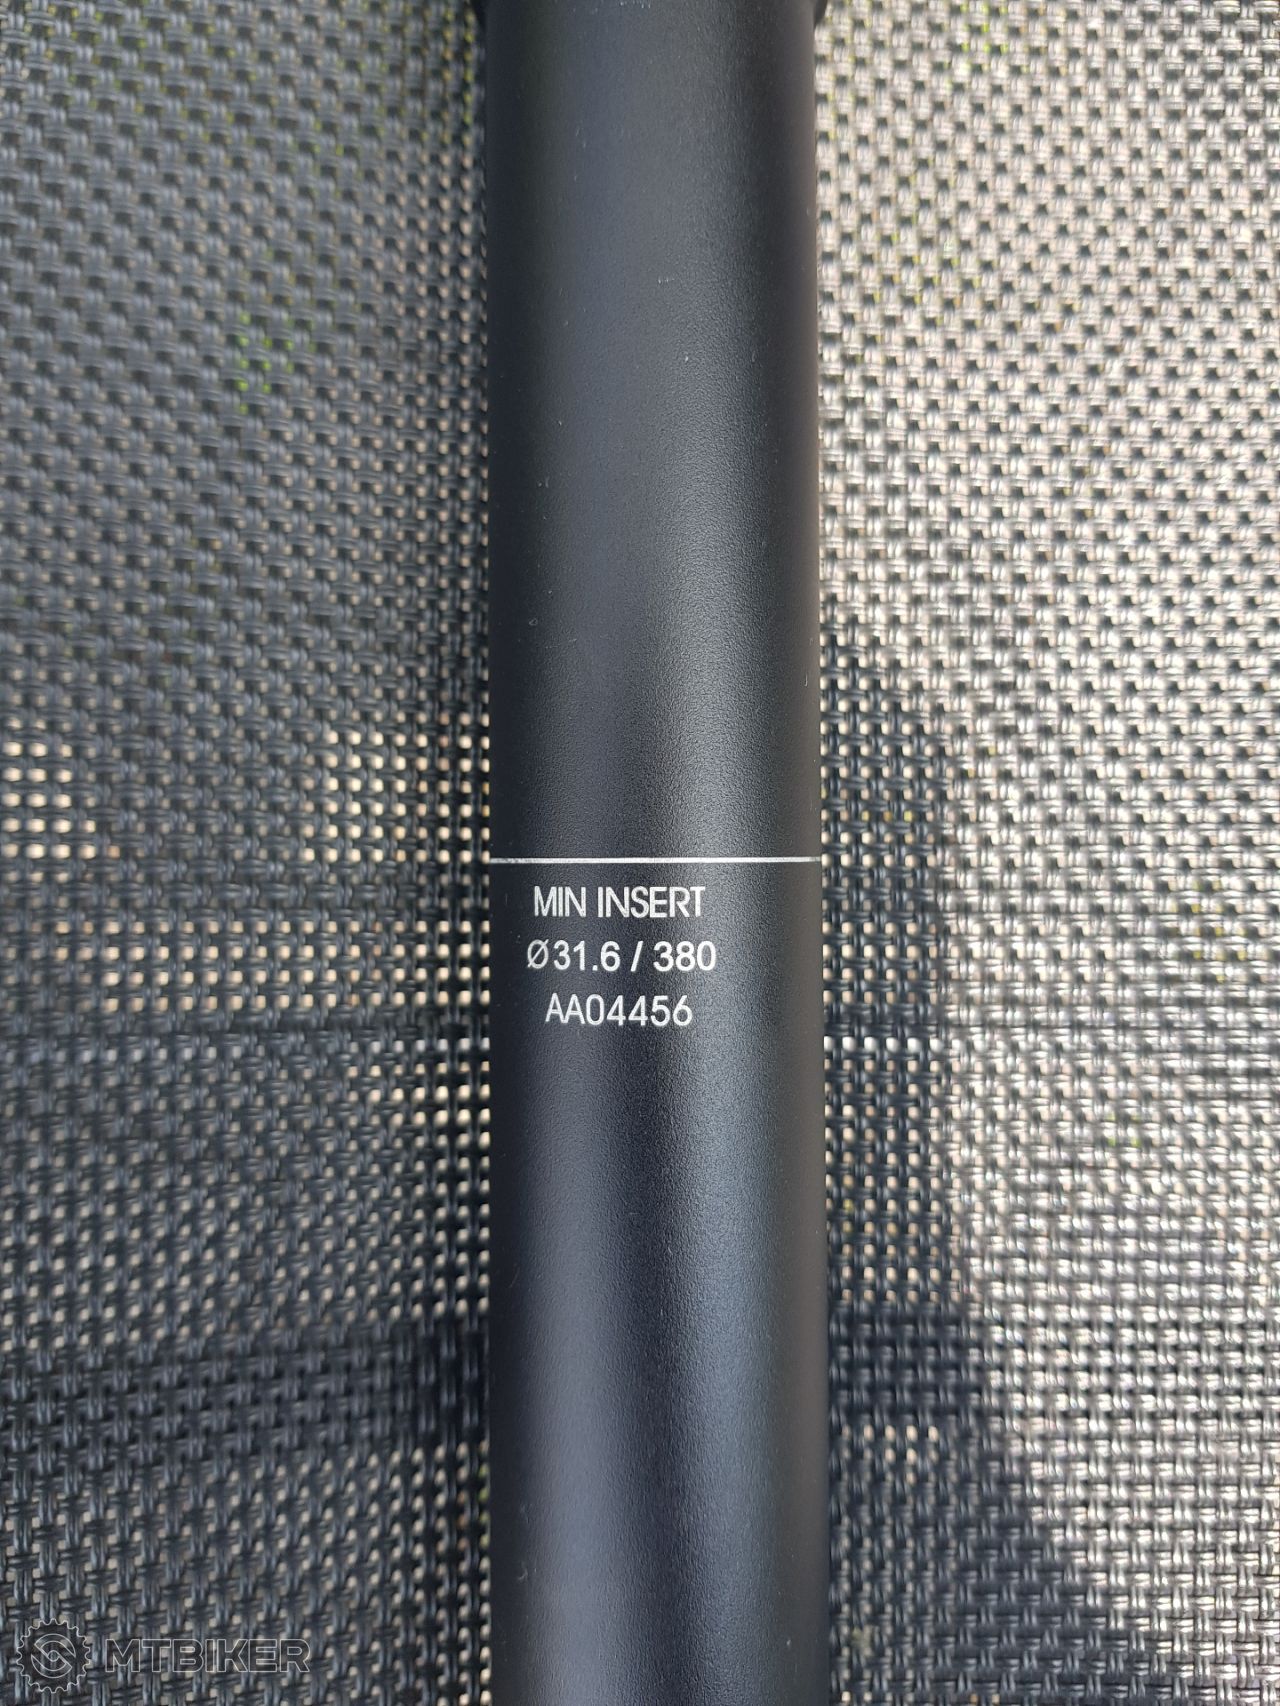 MIN INSERT
Ø31.6 / 380
AA04456
MTBIKER